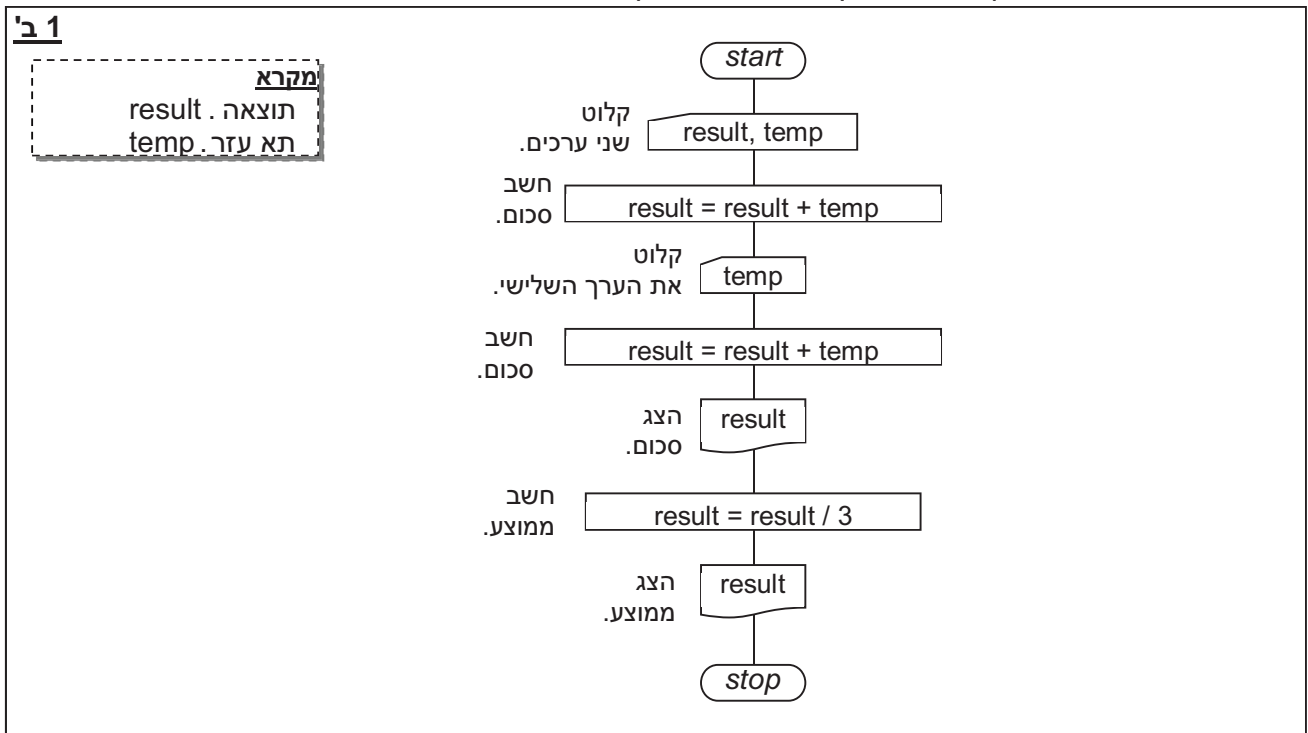 1 ב'
מקרא
תוצאה . result
תא עזר. temp
start
קלוט
שני ערכים.
result, temp
חשב
סכום.
result = result + temp
קלוט
את הערך השלישי.
temp
חשב
סכום.
result = result + temp
הצג
סכום.
result
חשב
ממוצע.
result = result / 3
הצג
ממוצע.
result
stop